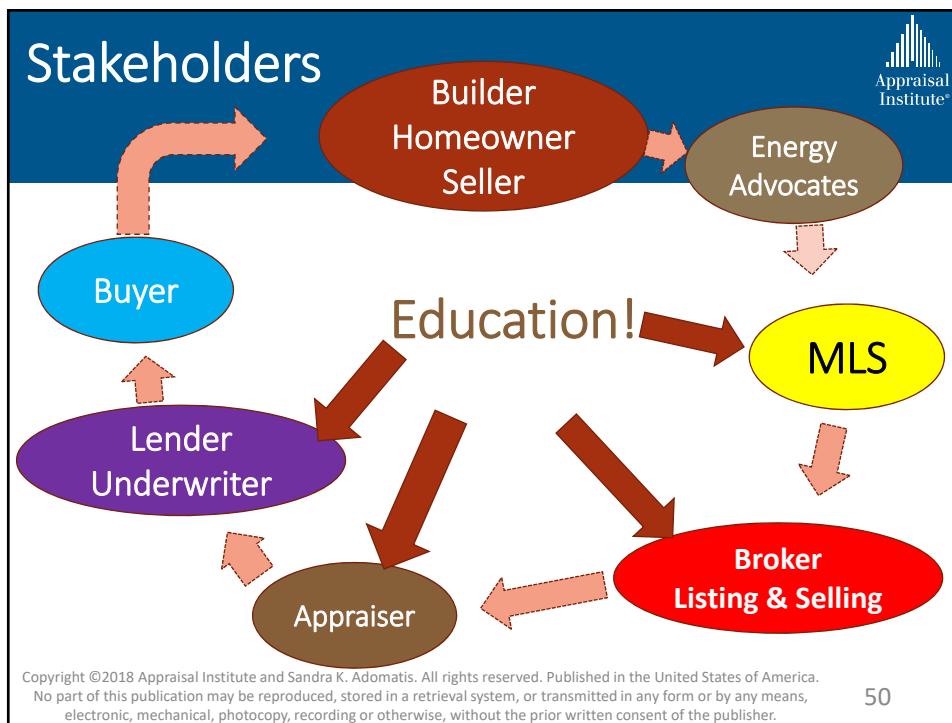 Stakeholders
Appraisal
Institute®
Builder
Homeowner
Seller
Energy
Advocates
Buyer
Education!
MLS
Lender
Underwriter
Broker
Listing & Selling
Appraiser
Copyright ©2018 Appraisal Institute and Sandra K. Adomatis. All rights reserved. Published in the United States of America.
No part of this publication may be reproduced, stored in a retrieval system, or transmitted in any form or by any means,
electronic, mechanical, photocopy, recording or otherwise, without the prior written consent of the publisher.
50